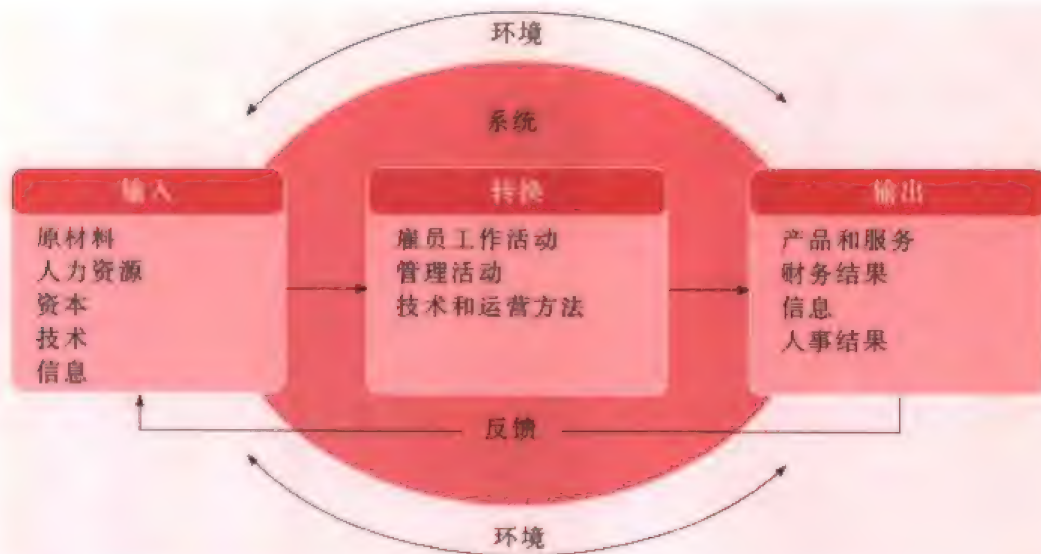 环境
系统
输入
原材料
人力资源
资本
技术
信息
转换
雇员工作活动
管理活动
技术和运营方法
输出
产品和服务
财务结果
信息
人事结果
反馈
环境